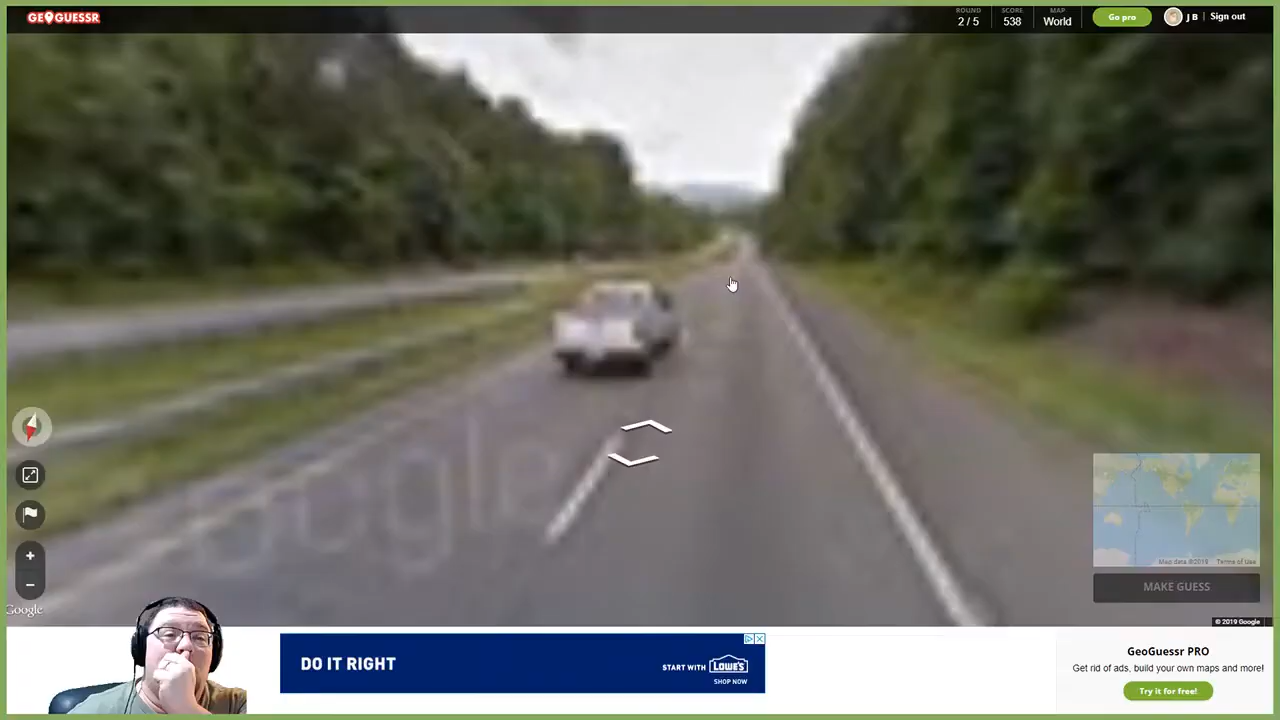 GEOGUESSR
ROUND
2 / 5
SCORE
538
MAP
World
Go pro
J B
Sign out
Google
+
−
Google
Map data ©2019 Terms of Use
MAKE GUESS
© 2019 Google
DO IT RIGHT
START WITH LOWE'S
SHOP NOW
GeoGuessr PRO
Get rid of ads, build your own maps and more!
Try it for free!